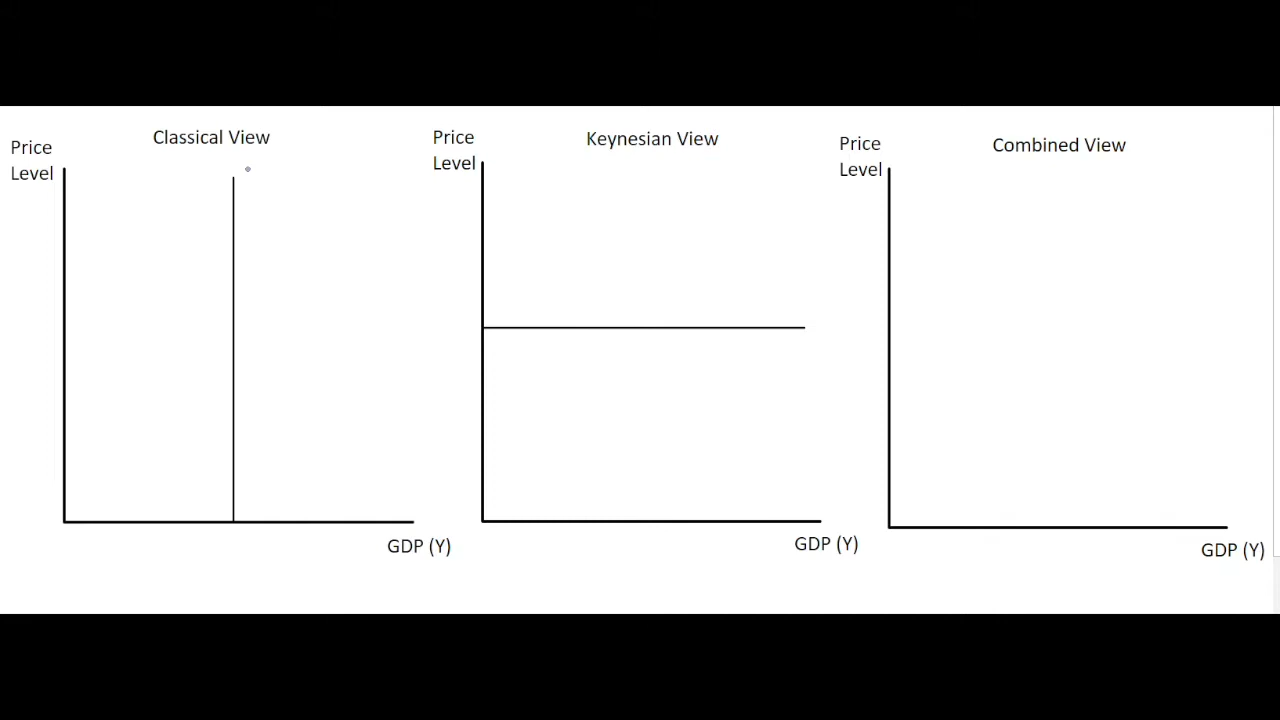 Classical View
Price
Level
GDP (Y)
Keynesian View
Price
Level
GDP (Y)
Combined View
Price
Level
GDP (Y)